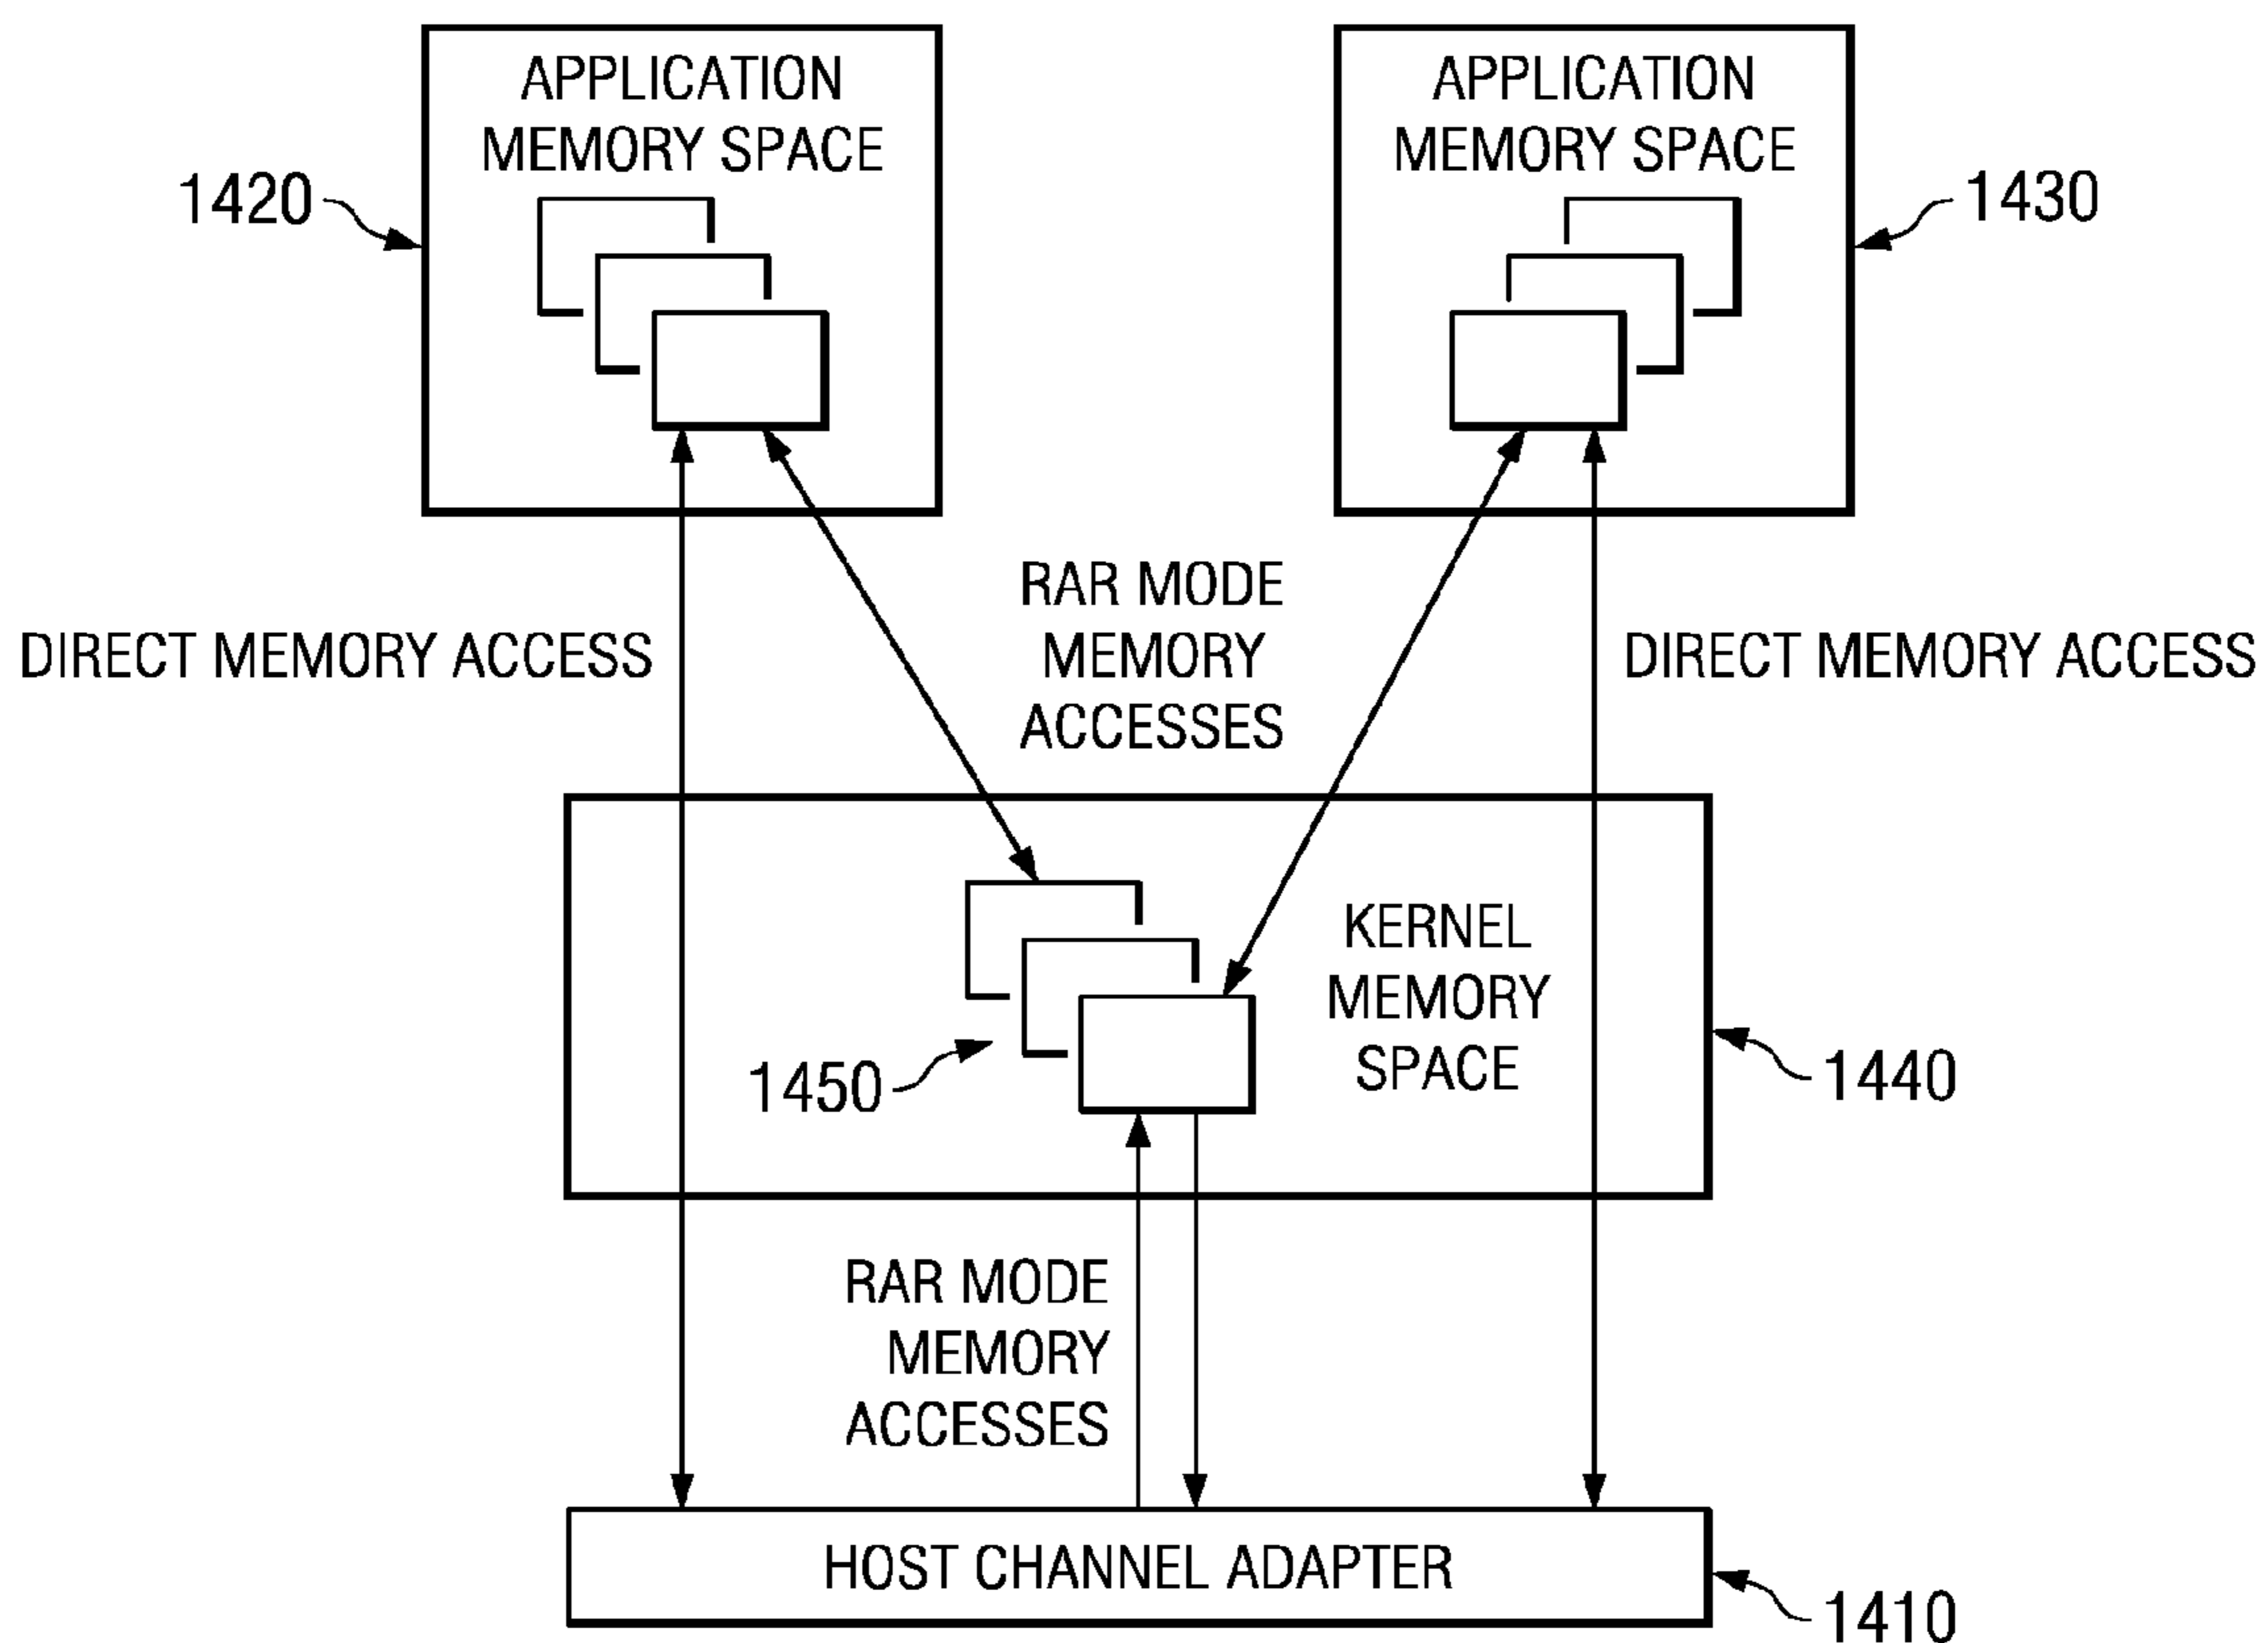 APPLICATION
MEMORY SPACE
APPLICATION
MEMORY SPACE
1420
1430
RAR MODE
MEMORY
ACCESSES
DIRECT MEMORY ACCESS
DIRECT MEMORY ACCESS
KERNEL
MEMORY
SPACE
1450
1440
RAR MODE
MEMORY
ACCESSES
HOST CHANNEL ADAPTER
1410